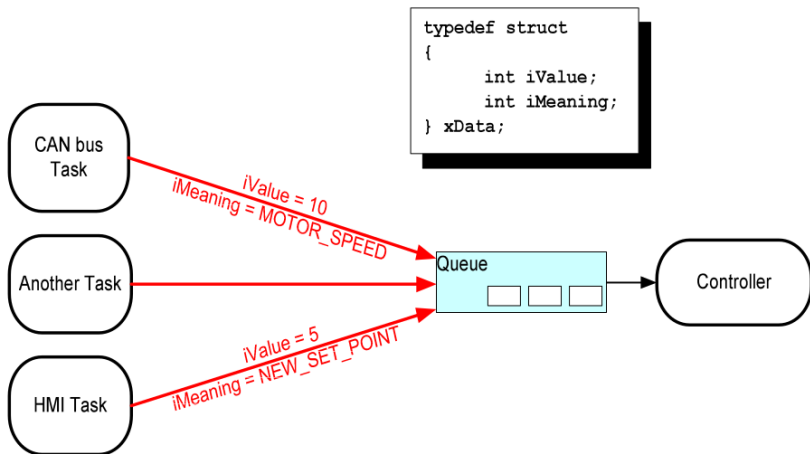 typedef struct
{
int iValue;
int iMeaning;
} xData;
CAN bus
Task
iValue = 10
iMeaning = MOTOR_SPEED
Another Task
Queue
Controller
HMI Task
iValue = 5
iMeaning = NEW_SET_POINT